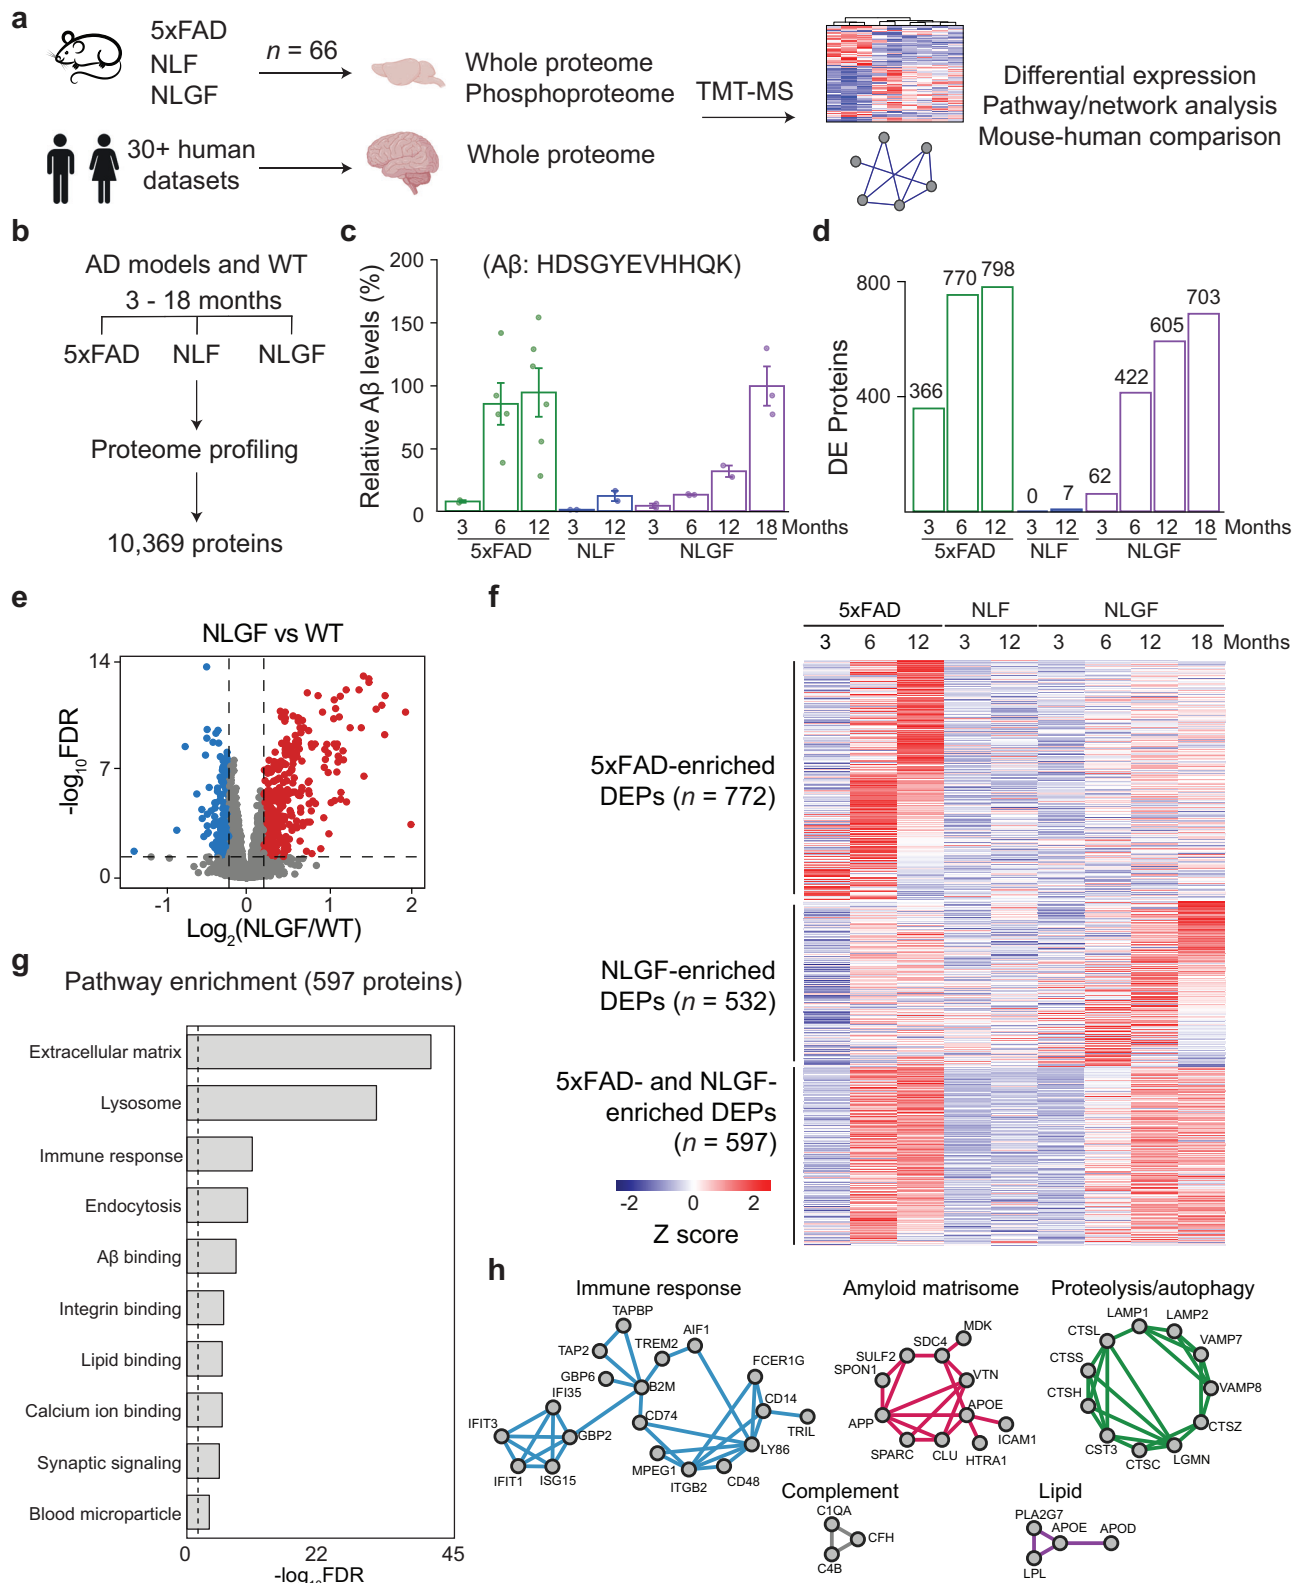 a
5xFAD
NLF
NLGF
n = 66
Whole proteome
Phosphoproteome
TMT-MS
Differential expression
Pathway/network analysis
Mouse-human comparison
30+ human
datasets
Whole proteome
b
AD models and WT
3 - 18 months
5xFAD NLF NLGF
Proteome profiling
10,369 proteins
c
(Aβ: HDSGYEVHHQK)
Relative Aβ levels (%)
200
150
100
50
0
3 6 12 3 12 3 6 12 18 Months
5xFAD NLF NLGF
d
DE Proteins
800
400
366 770 798 0 7 62 422 605 703
3 6 12 3 12 3 6 12 18 Months
5xFAD NLF NLGF
e
NLGF vs WT
-log10FDR
14
7
0
-1 0 1 2
Log2(NLGF/WT)
f
5xFAD NLF NLGF
3 6 12 3 12 3 6 12 18 Months
5xFAD-enriched
DEPs (n = 772)
NLGF-enriched
DEPs (n = 532)
5xFAD- and NLGF-
enriched DEPs
(n = 597)
-2 0 2
Z score
g
Pathway enrichment (597 proteins)
Extracellular matrix
Lysosome
Immune response
Endocytosis
Aβ binding
Integrin binding
Lipid binding
Calcium ion binding
Synaptic signaling
Blood microparticle
0 22 45
-log10FDR
h
Immune response
TAPBP
AIF1
TAP2
TREM2
FCER1G
GBP6
B2M
IFI35
CD14
CD74
IFIT3
GBP2
TRIL
LY86
MPEG1
IFIT1
ISG15
CD48
ITGB2
Amyloid matrisome
MDK
SDC4
SULF2
SPON1
VTN
APOE
APP
ICAM1
SPARC
CLU
HTRA1
Proteolysis/autophagy
LAMP1
LAMP2
CTSL
VAMP7
CTSS
VAMP8
CTSH
CTSZ
CST3
LGMN
CTSC
Complement
C1QA
CFH
C4B
Lipid
PLA2G7
APOE
APOD
LPL